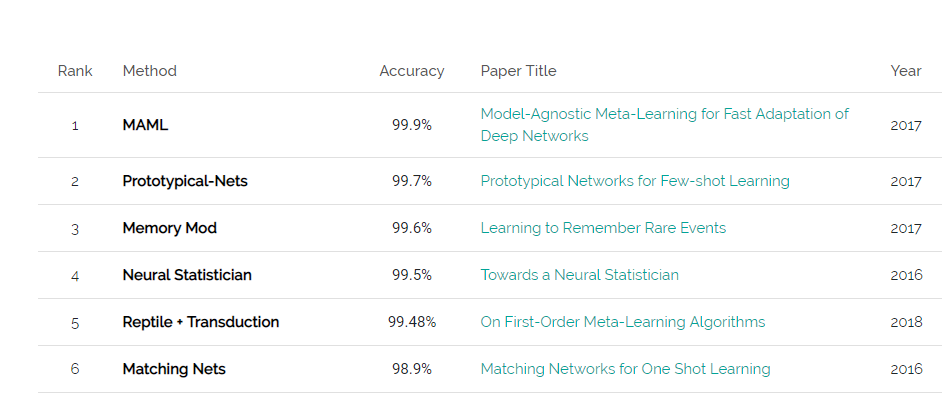 Rank Method Accuracy Paper Title Year
1 MAML 99.9% Model-Agnostic Meta-Learning for Fast Adaptation of
Deep Networks 2017
2 Prototypical-Nets 99.7% Prototypical Networks for Few-shot Learning 2017
3 Memory Mod 99.6% Learning to Remember Rare Events 2017
4 Neural Statistician 99.5% Towards a Neural Statistician 2016
5 Reptile + Transduction 99.48% On First-Order Meta-Learning Algorithms 2018
6 Matching Nets 98.9% Matching Networks for One Shot Learning 2016